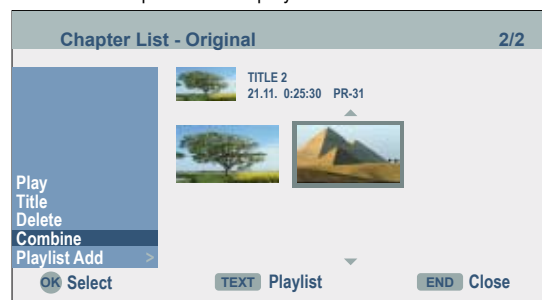 Chapter List - Original 2/2
TITLE 2
21.11. 0:25:30 PR-31
Play
Title
Delete
Combine
Playlist Add >
OK Select TEXT Playlist END Close